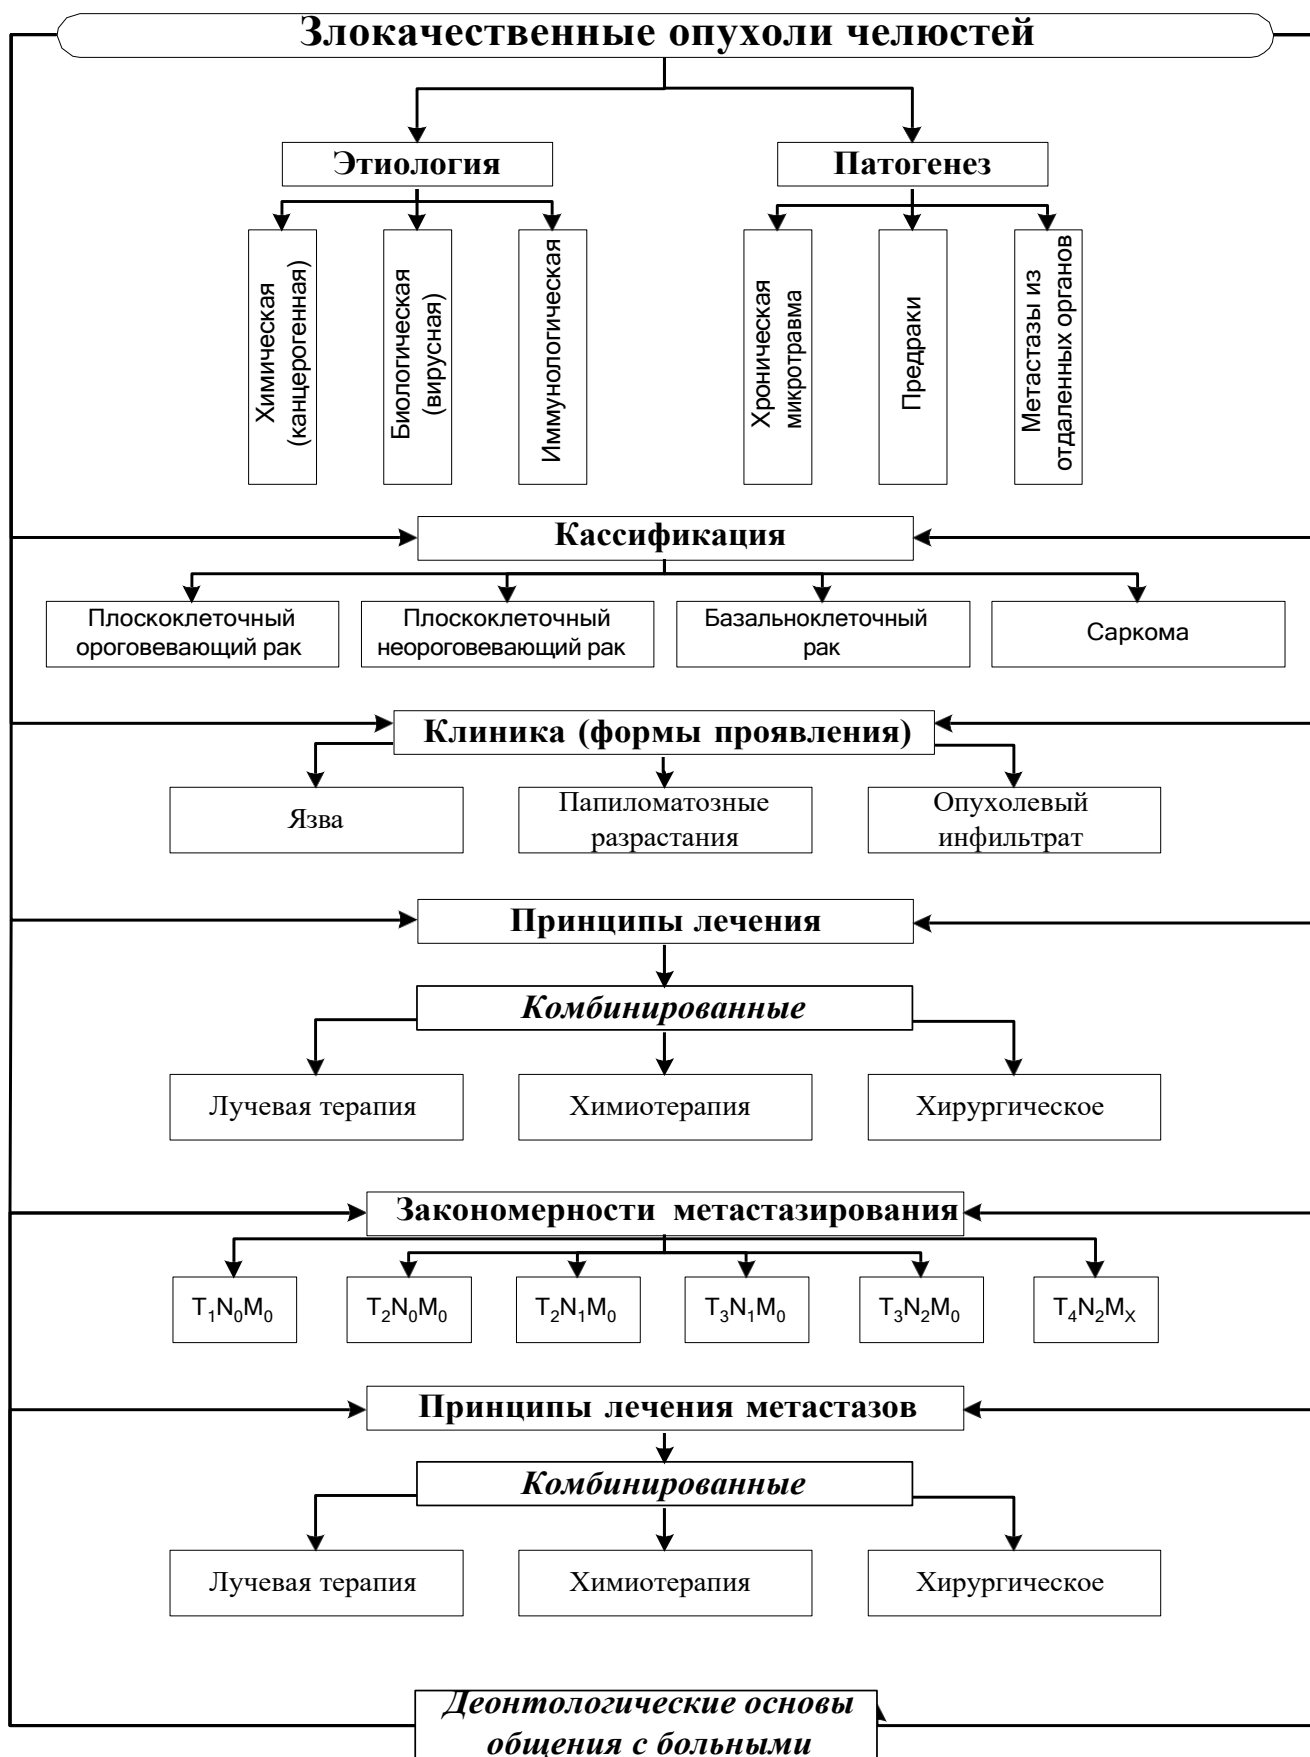 Злокачественные опухоли челюстей
Этиология
Патогенез
Химическая
(канцерогенная)
Биологическая
(вирусная)
Иммунологическая
Хроническая
микротравма
Предраки
Метастазы из
отдаленных органов
Кассификация
Плоскоклеточный
ороговевающий рак
Плоскоклеточный
неороговевающий рак
Базальноклеточный
рак
Саркома
Клиника (формы проявления)
Язва
Папиломатозные
разрастания
Опухолевый
инфильтрат
Принципы лечения
Комбинированные
Лучевая терапия
Химиотерапия
Хирургическое
Закономерности метастазирования
T₁N₀M₀
T₂N₀M₀
T₂N₁M₀
T₃N₁M₀
T₃N₂M₀
T₄N₂Mₓ
Принципы лечения метастазов
Комбинированные
Лучевая терапия
Химиотерапия
Хирургическое
Деонтологические основы
общения с больными